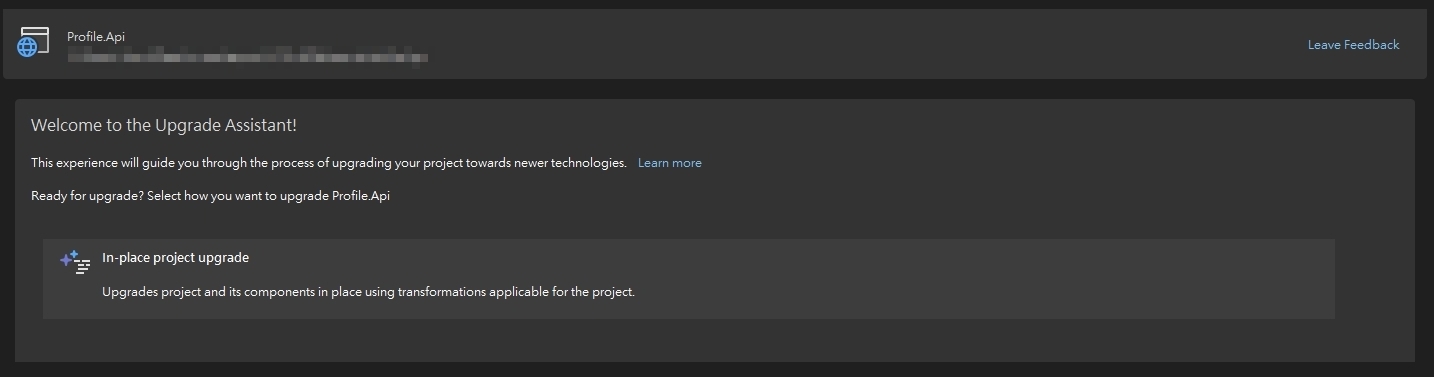 Profile.Api
Leave Feedback
Welcome to the Upgrade Assistant!
This experience will guide you through the process of upgrading your project towards newer technologies. Learn more
Ready for upgrade? Select how you want to upgrade Profile.Api
In-place project upgrade
Upgrades project and its components in place using transformations applicable for the project.